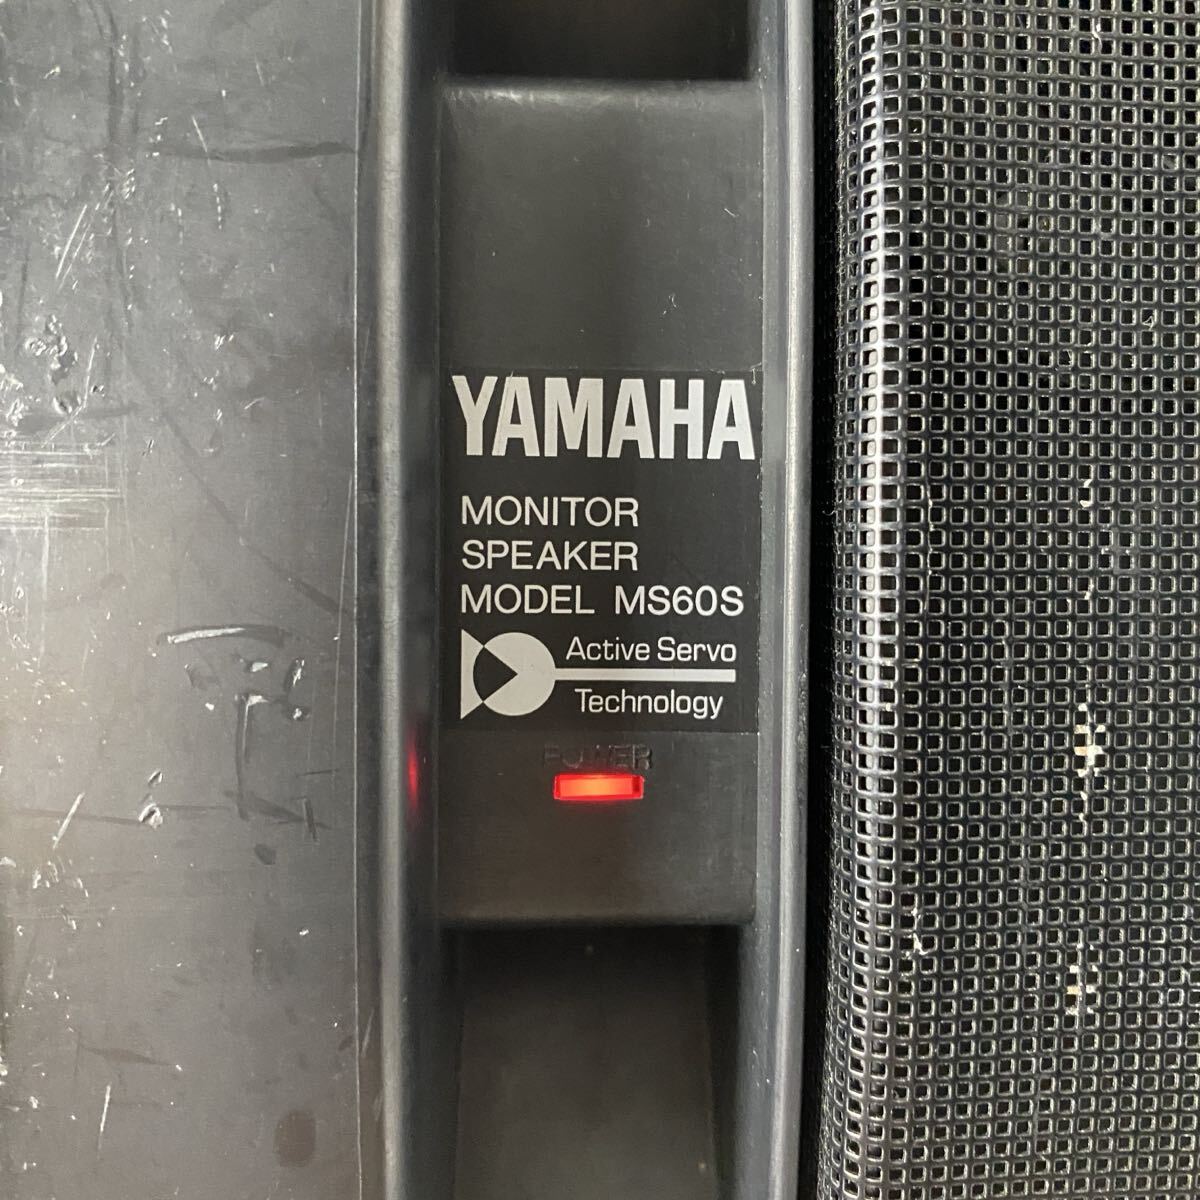 YAMAHA
MONITOR
SPEAKER
MODEL MS60S
Active Servo
Technology
POWER